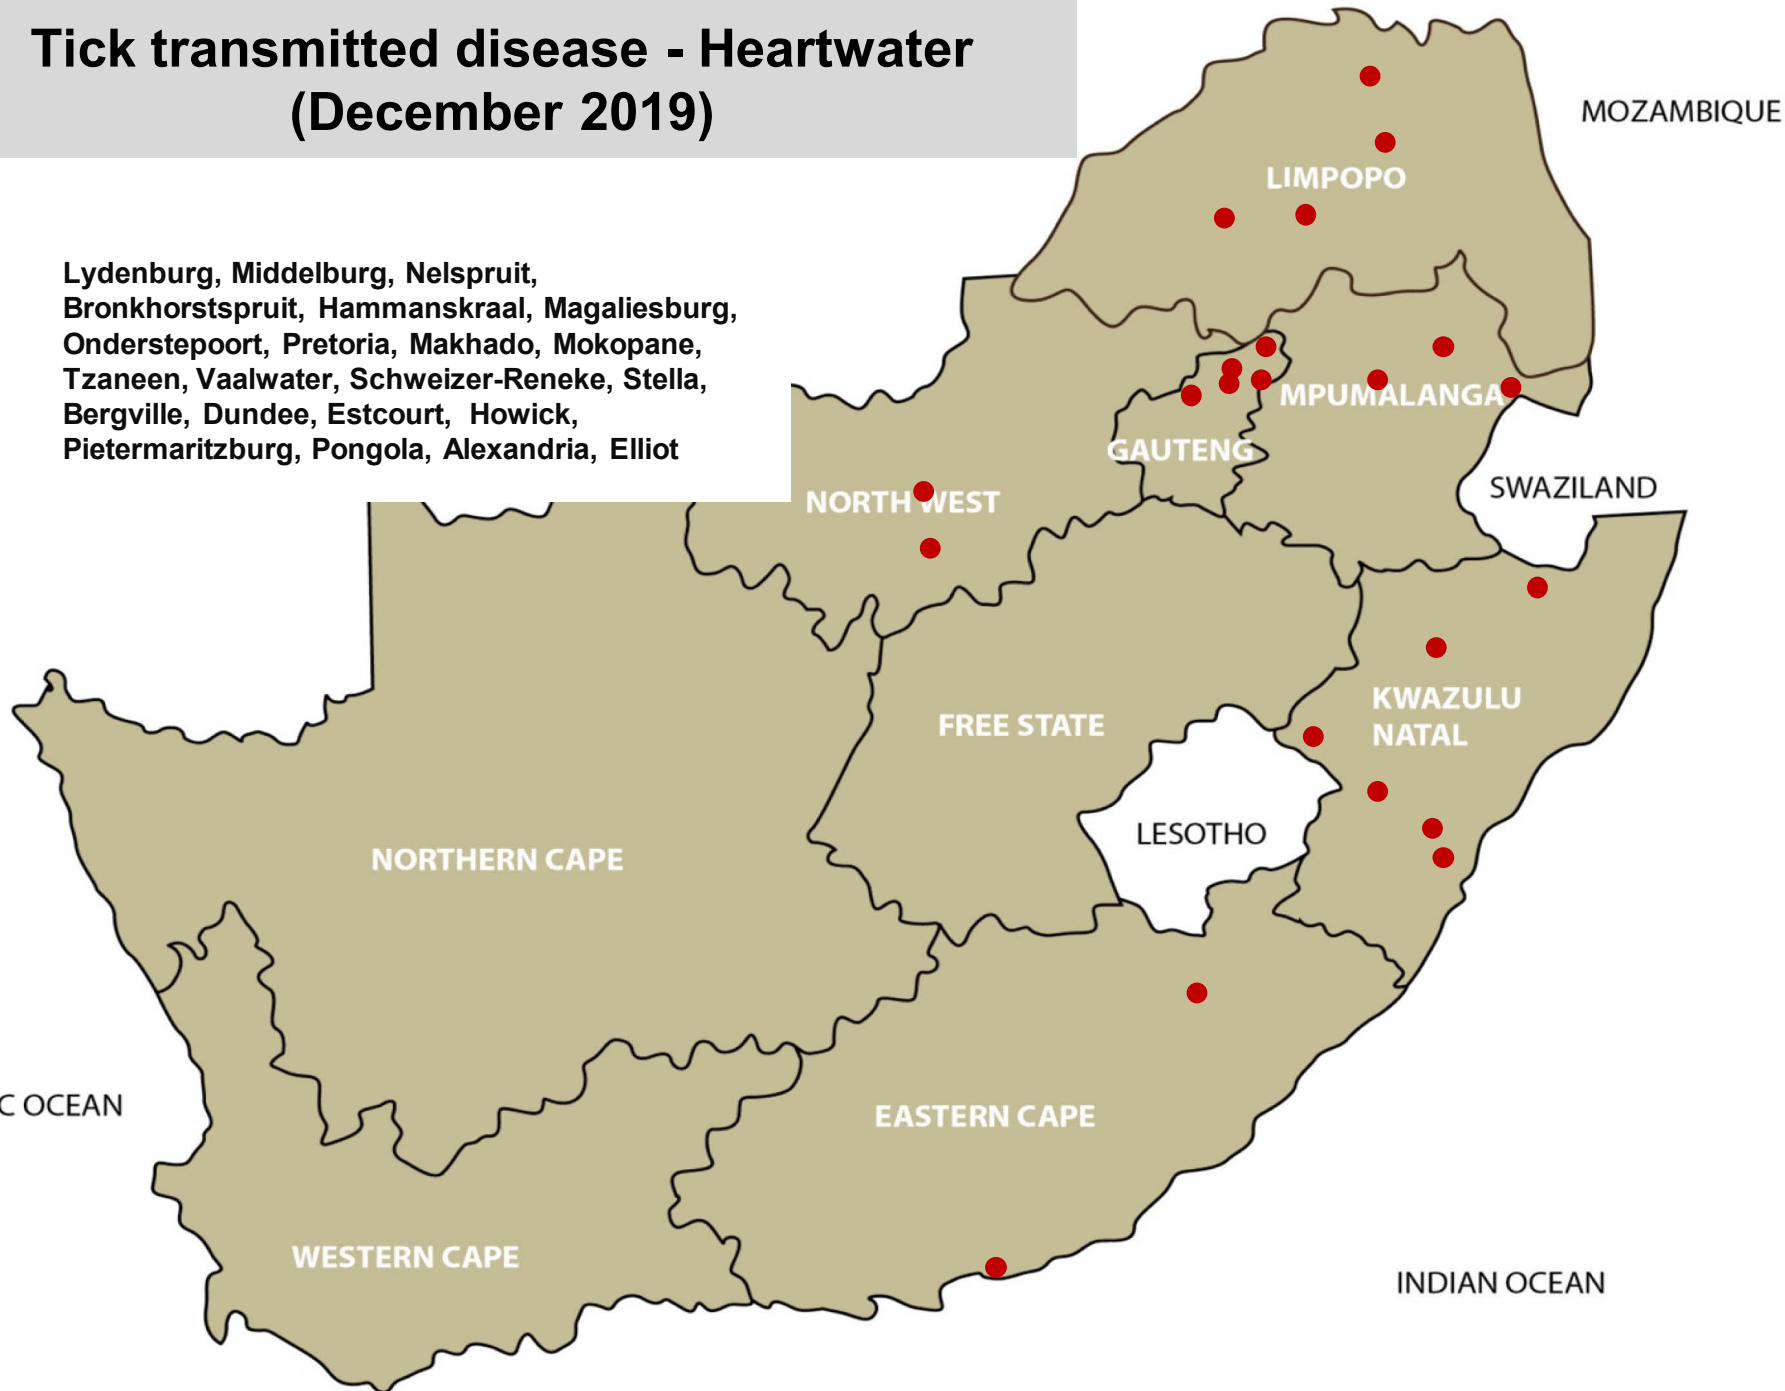 Tick transmitted disease - Heartwater
(December 2019)
MOZAMBIQUE
LIMPOPO
Lydenburg, Middelburg, Nelspruit,
Bronkhorstspruit, Hammanskraal, Magaliesburg,
Onderstepoort, Pretoria, Makhado, Mokopane,
Tzaneen, Vaalwater, Schweizer-Reneke, Stella,
Bergville, Dundee, Estcourt, Howick,
Pietermaritzburg, Pongola, Alexandria, Elliot
MPUMALANGA
GAUTENG
SWAZILAND
NORTH WEST
KWAZULU
NATAL
FREE STATE
LESOTHO
NORTHERN CAPE
C OCEAN
EASTERN CAPE
WESTERN CAPE
INDIAN OCEAN